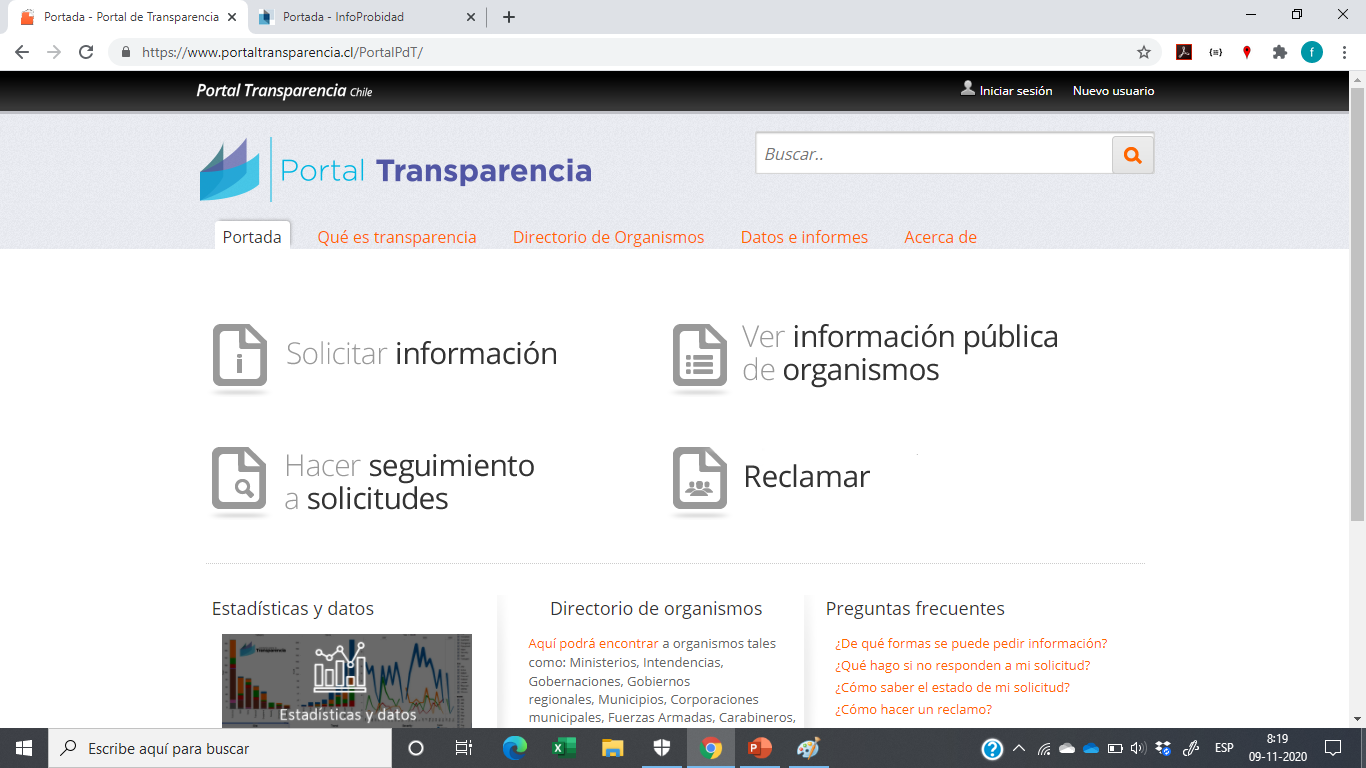 Portada - Portal de Transparencia
Portada - InfoProbidad
https://www.portaltransparencia.cl/PortalPdT/
f
Portal Transparencia Chile
Iniciar sesión Nuevo usuario
Portal Transparencia
Buscar..
Portada Qué es transparencia Directorio de Organismos Datos e informes Acerca de
Solicitar información
Ver información pública
de organismos
Hacer seguimiento
a solicitudes
Reclamar
Estadísticas y datos
Transparencia
Estadísticas y datos
Directorio de organismos
Aquí podrá encontrar a organismos tales
como: Ministerios, Intendencias,
Gobernaciones, Gobiernos
regionales, Municipios, Corporaciones
municipales, Fuerzas Armadas, Carabineros,
Preguntas frecuentes
¿De qué formas se puede pedir información?
¿Qué hago si no responden a mi solicitud?
¿Cómo saber el estado de mi solicitud?
¿Cómo hacer un reclamo?
Escribe aquí para buscar
ESP
8:19
09-11-2020